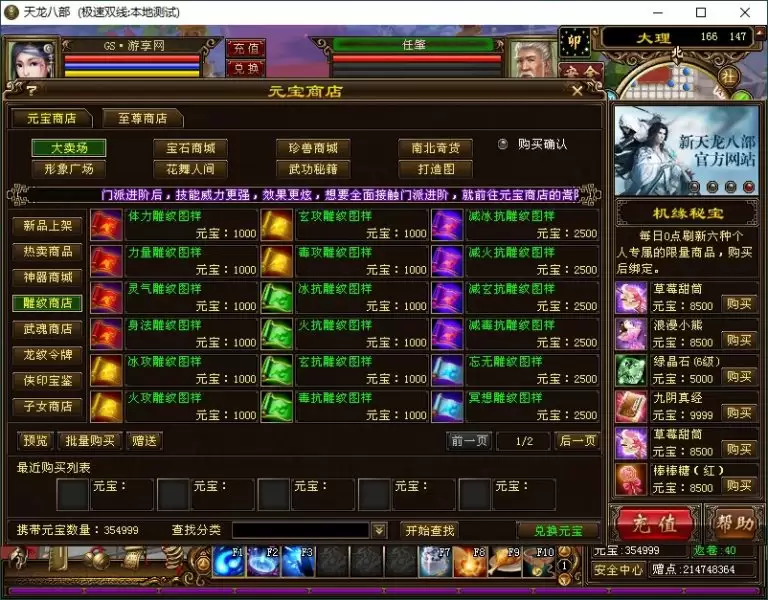 天龙八部 (极速双线:本地测试)
GS·游享网
充值
兑换
任肇
卯
安全
大理 166 147
北
社
? 元宝商店
元宝商店 至尊商店
大卖场 宝石商城 珍兽商城 南北奇货 购买确认
形象广场 花舞人间 武功秘籍 打造图
门派进阶后，技能威力更强，效果更炫，想要全面接触门派进阶，就前往元宝商店的嵩
新品上架
热卖商品
神器商城
雕纹商店
武魂商店
龙纹令牌
侠印宝鉴
子女商店
体力雕纹图样 玄攻雕纹图样 减冰抗雕纹图样
元宝：1000 元宝：1000 元宝：2500
力量雕纹图样 毒攻雕纹图样 减火抗雕纹图样
元宝：1000 元宝：1000 元宝：2500
灵气雕纹图样 冰抗雕纹图样 减玄抗雕纹图样
元宝：1000 元宝：1000 元宝：2500
身法雕纹图样 火抗雕纹图样 减毒抗雕纹图样
元宝：1000 元宝：1000 元宝：2500
冰攻雕纹图样 玄抗雕纹图样 忘无雕纹图样
元宝：1000 元宝：1000 元宝：2500
火攻雕纹图样 毒抗雕纹图样 冥想雕纹图样
元宝：1000 元宝：1000 元宝：2500
预览 批量购买 赠送 前一页 1/2 后一页
最近购买列表
元宝： 元宝： 元宝： 元宝： 元宝：
携带元宝数量：354999 查找分类 开始查找 兑换元宝
新天龙八部
官方网站
机缘秘宝
每日0点刷新六种个
人专属的限量商品，购买
后绑定。
草莓甜筒
元宝：8500 购买
浪漫小熊
元宝：8500 购买
绿晶石(6级)
元宝：5000 购买
九阴真经
元宝：9999 购买
草莓甜筒
元宝：8500 购买
棒棒糖（红）
元宝：8500 购买
充值 帮助
元宝:354999 返卷:40
安全中心 赠点:214748364
F1 F2 F3 F7 F8 F9 F10
1